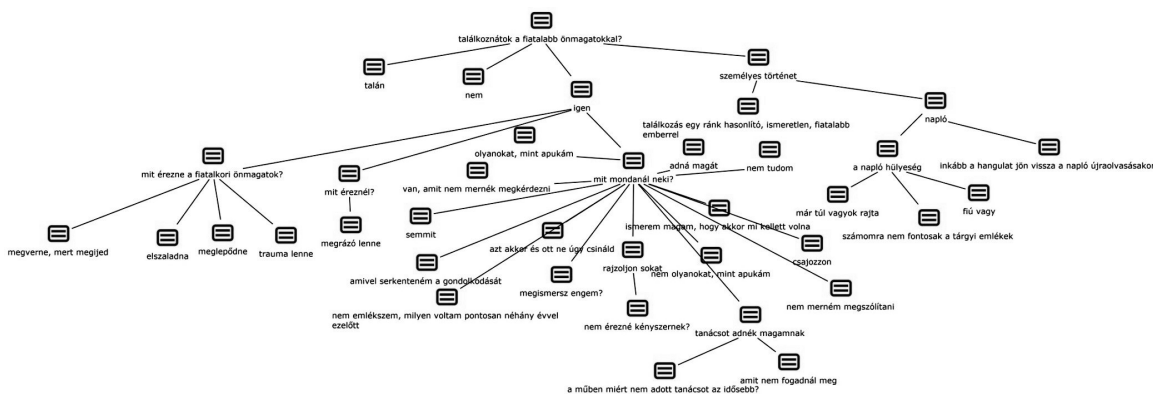 találkoznátok a fiatalabb önmagatokkal?
talán
nem
személyes történet
igen
találkozás egy ránk hasonlító, ismeretlen, fiatalabb
emberrel
napló
olyanokat, mint apukám
adná magát
nem tudom
mit érezne a fiatalkori önmagatok?
mit éreznél?
van, amit nem mernék megkérdezni
mit mondanál neki?
a napló hülyeség
inkább a hangulat jön vissza a napló újraolvasásakor
már túl vagyok rajta
számomra nem fontosak a tárgyi emlékek
fiú vagy
semmit
ismerem magam, hogy akkor mi kellett volna
megverne, mert megijed
elszaladna
meglepődne
trauma lenne
megrázó lenne
azt akkor és ott ne úgy csináld
csajozzon
amivel serkenteném a gondolkodását
megismersz engem?
rajzoljon sokat
nem olyanokat, mint apukám
nem merném megszólítani
nem emlékszem, milyen voltam pontosan néhány évvel
ezelőtt
nem érezné kényszernek?
tanácsot adnék magamnak
a műben miért nem adott tanácsot az idősebb?
amit nem fogadnál meg